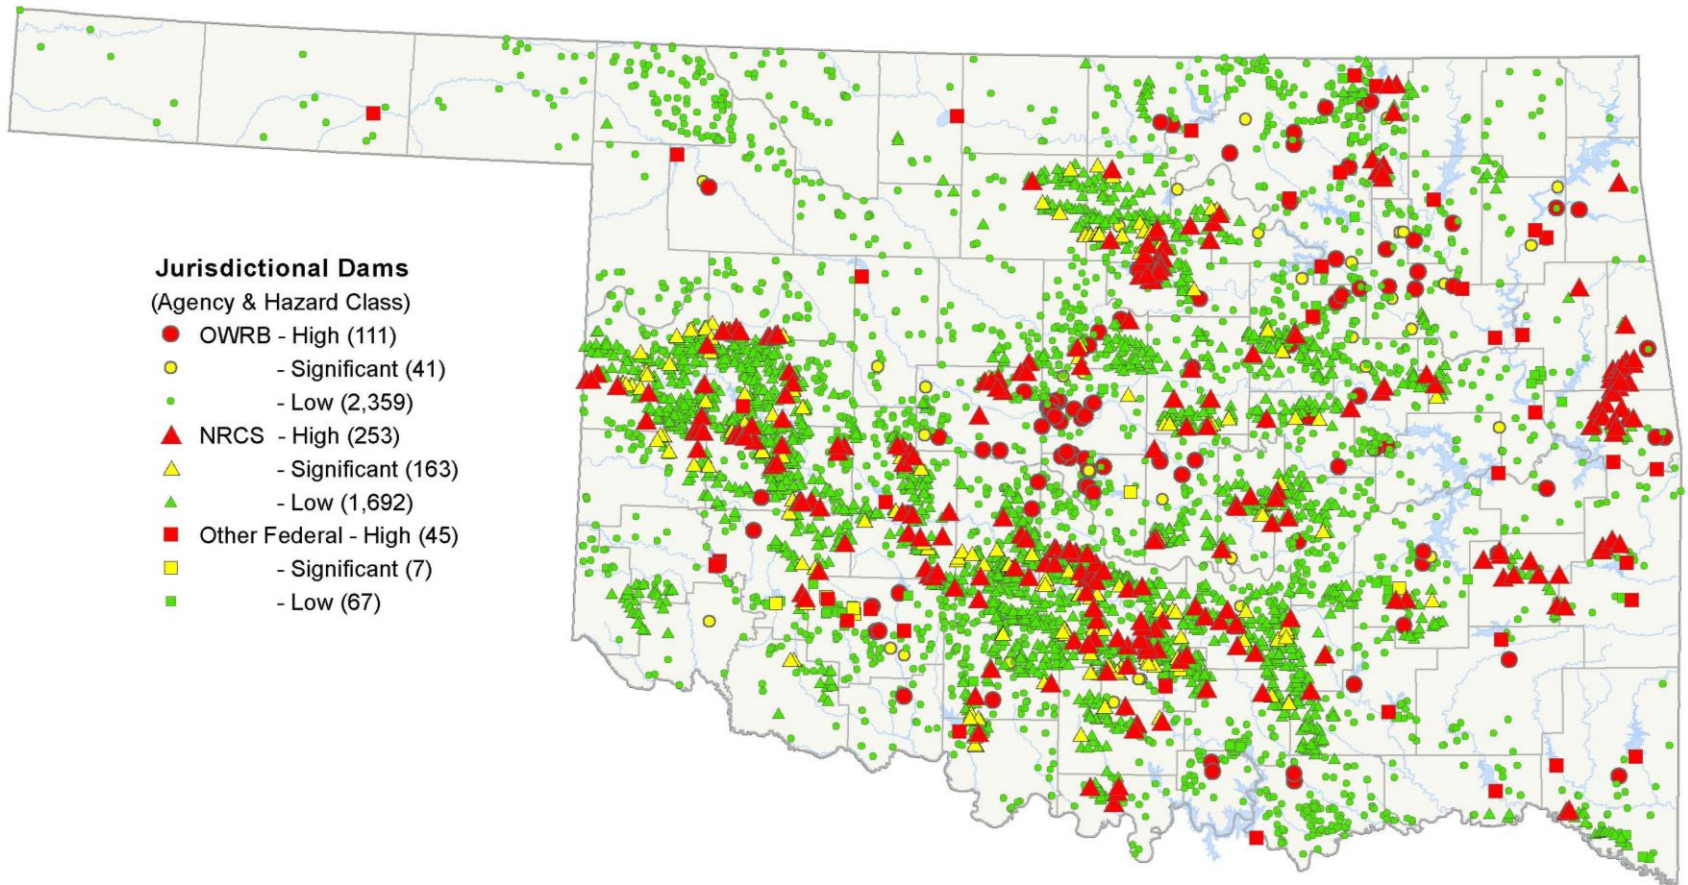 Jurisdictional Dams
(Agency & Hazard Class)
OWRB - High (111)
- Significant (41)
- Low (2,359)
NRCS - High (253)
- Significant (163)
- Low (1,692)
Other Federal - High (45)
- Significant (7)
- Low (67)